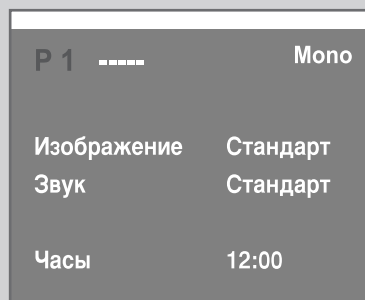 P 1 ----- Mono
Изображение Стандарт
Звук Стандарт
Часы 12:00